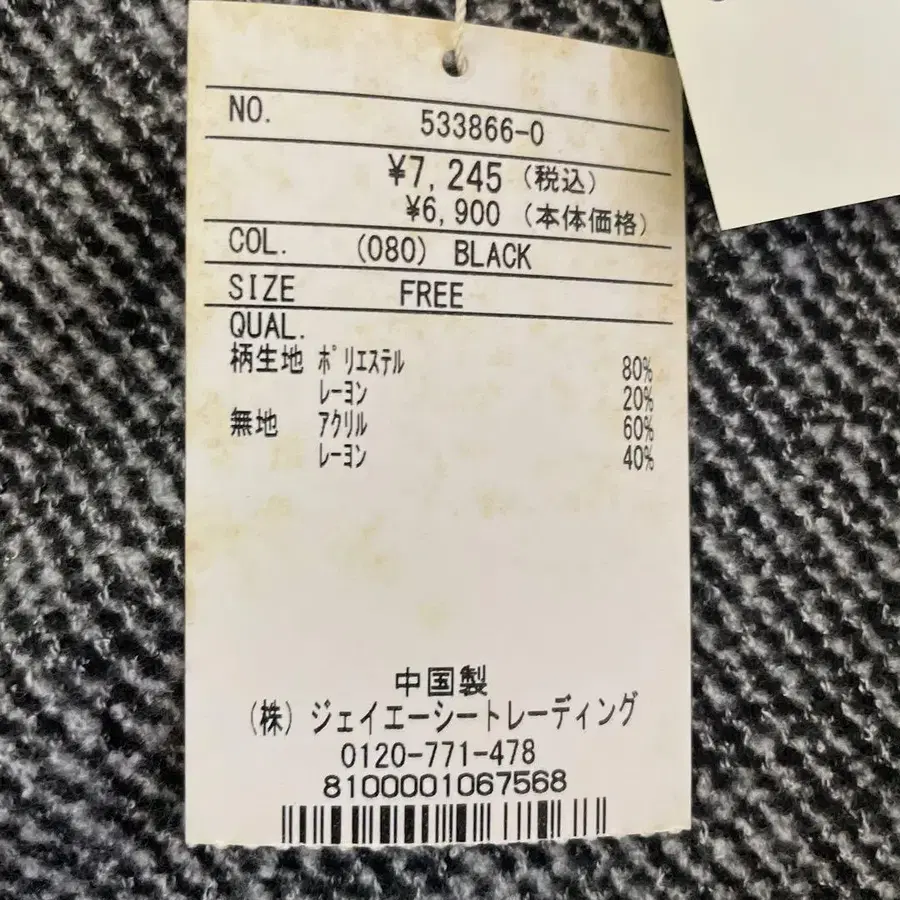 NO. 533866-0
¥7,245 (税込)
¥6,900 (本体価格)
COL. (080) BLACK
SIZE FREE
QUAL.
柄生地 ポリエステル 80%
レーヨン 20%
無地 アクリル 60%
レーヨン 40%
中国製
(株)ジェイエーシートレーディング
0120-771-478
8100001067568